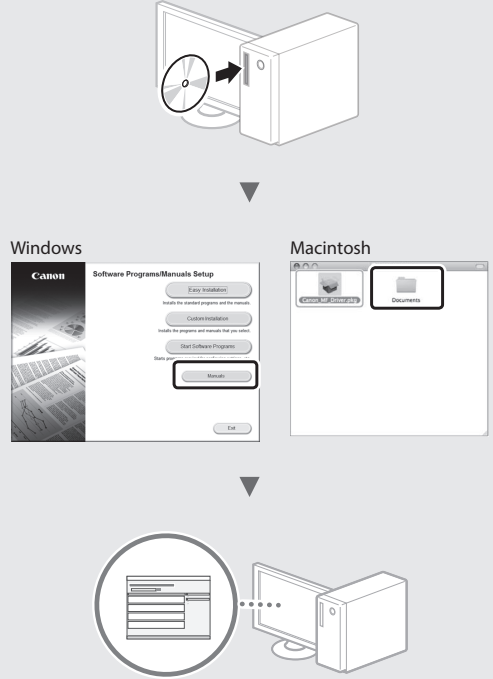 Windows
Macintosh
Canon
Software Programs/Manuals Setup
Easy Installation
Installs the standard programs and the manuals.
Custom Installation
Installs the programs and manuals that you select.
Start Software Programs
Manuals
Exit
Canon_MF_Driver.pkg
Documents